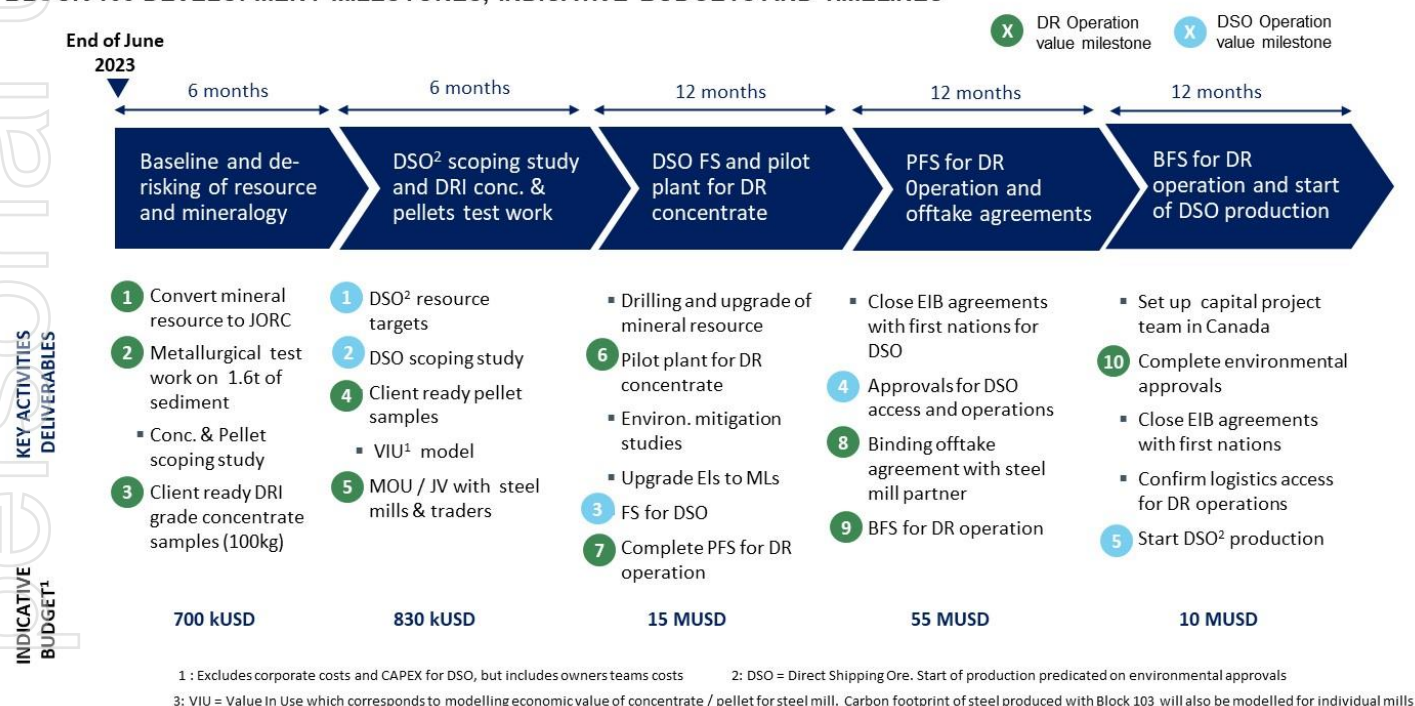 DR Operation
value milestone
DSO Operation
value milestone
X
X
End of June
2023
6 months
6 months
12 months
12 months
12 months
Baseline and de-
risking of resource
and mineralogy
DSO² scoping study
and DRI conc. &
pellets test work
DSO FS and pilot
plant for DR
concentrate
PFS for DR
Operation and
offtake agreements
BFS for DR
operation and start
of DSO production
KEY ACTIVITIES
DELIVERABLES
1 Convert mineral
resource to JORC
2 Metallurgical test
work on 1.6t of
sediment
▪ Conc. & Pellet
scoping study
3 Client ready DRI
grade concentrate
samples (100kg)
1 DSO² resource
targets
2 DSO scoping study
4 Client ready pellet
samples
▪ VIU¹ model
5 MOU / JV with steel
mills & traders
▪ Drilling and upgrade of
mineral resource
6 Pilot plant for DR
concentrate
▪ Environ. mitigation
studies
▪ Upgrade Els to MLs
3 FS for DSO
7 Complete PFS for DR
operation
▪ Close EIB agreements
with first nations for
DSO
4 Approvals for DSO
access and operations
8 Binding offtake
agreement with steel
mill partner
9 BFS for DR operation
▪ Set up capital project
team in Canada
10 Complete environmental
approvals
▪ Close EIB agreements
with first nations
▪ Confirm logistics access
for DR operations
5 Start DSO² production
INDICATIVE
BUDGET¹
700 kUSD
830 kUSD
15 MUSD
55 MUSD
10 MUSD
1 : Excludes corporate costs and CAPEX for DSO, but includes owners teams costs
2: DSO = Direct Shipping Ore. Start of production predicated on environmental approvals
3: VIU = Value In Use which corresponds to modelling economic value of concentrate / pellet for steel mill. Carbon footprint of steel produced with Block 103 will also be modelled for individual mills